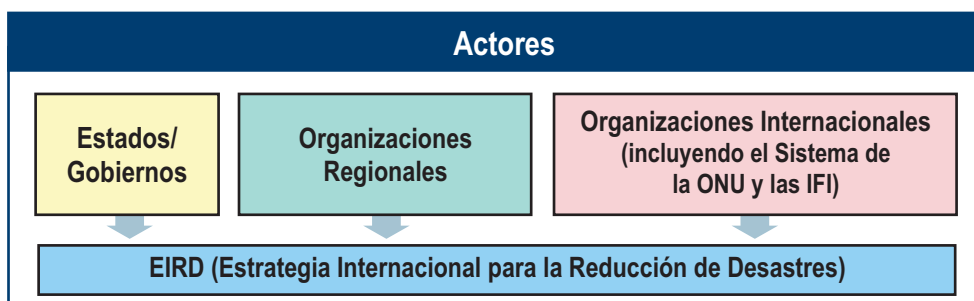 Actores
Estados/
Gobiernos
Organizaciones
Regionales
Organizaciones Internacionales
(incluyendo el Sistema de
la ONU y las IFI)
EIRD (Estrategia Internacional para la Reducción de Desastres)